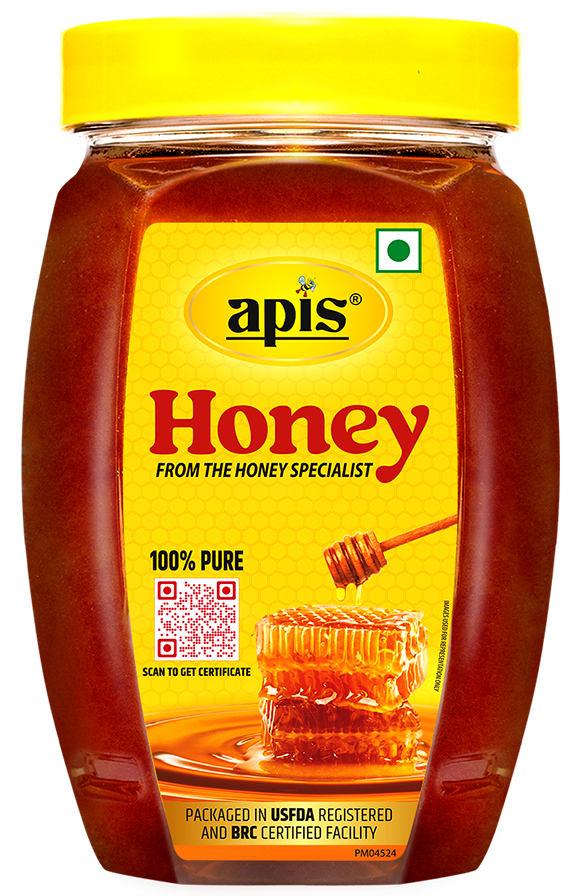 apis®
Honey
FROM THE HONEY SPECIALIST
100% PURE
SCAN TO GET CERTIFICATE
IMAGES USED FOR REPRESENTATION ONLY
PACKAGED IN USFDA REGISTERED
AND BRC CERTIFIED FACILITY
PM04524